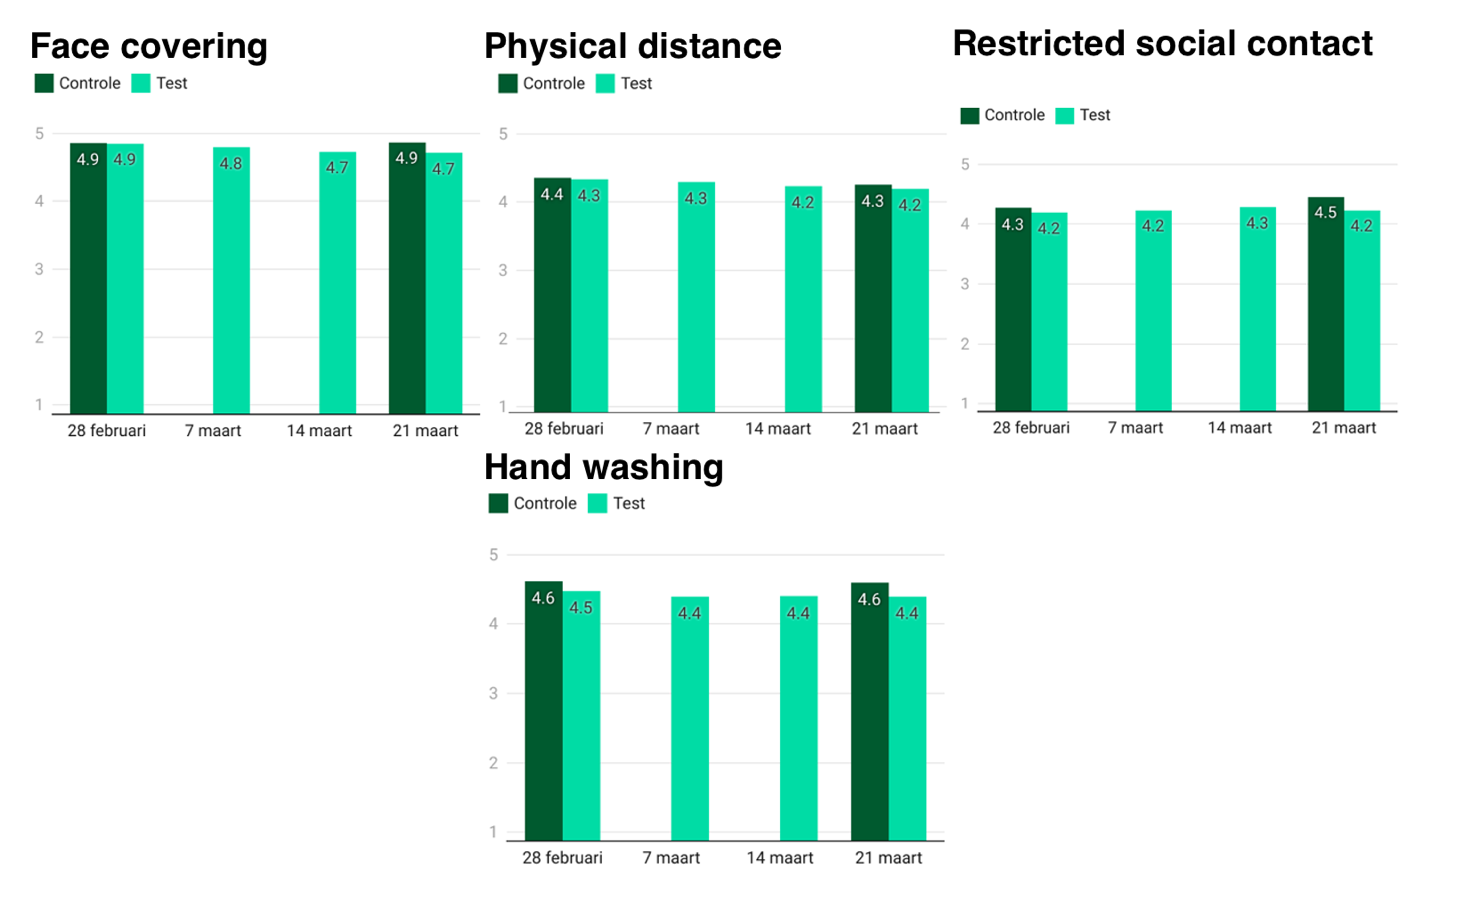 Face covering
Controle Test
5
4
3
2
1
4.9 4.9 4.8 4.7 4.9 4.7
28 februari 7 maart 14 maart 21 maart
Physical distance
Controle Test
5
4
3
2
1
4.4 4.3 4.3 4.2 4.3 4.2
28 februari 7 maart 14 maart 21 maart
Restricted social contact
Controle Test
5
4
3
2
1
4.3 4.2 4.2 4.3 4.5 4.2
28 februari 7 maart 14 maart 21 maart
Hand washing
Controle Test
5
4
3
2
1
4.6 4.5 4.4 4.4 4.6 4.4
28 februari 7 maart 14 maart 21 maart